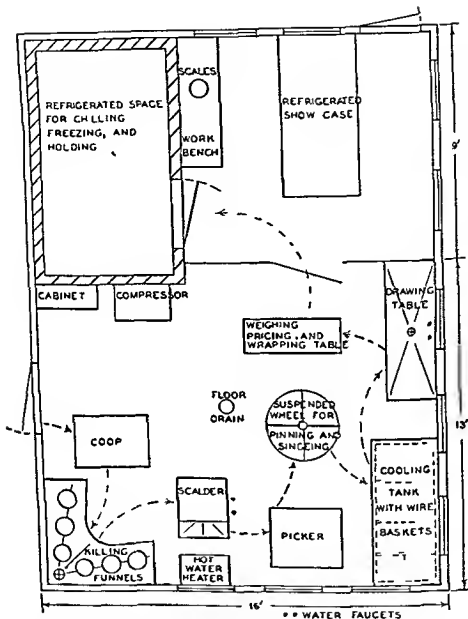 SCALES
REFRIGERATED SPACE
FOR CHILLING
FREEZING, AND
HOLDING
REFRIGERATED
SHOW CASE
WORK
BENCH
9'
CABINET
COMPRESSOR
DRAWING
TABLE
WEIGHING
PRICING, AND
WRAPPING TABLE
FLOOR
DRAIN
SUSPENDED
WHEEL FOR
PINNING AND
SINGEING
13'
COOP
COOLING
TANK
WITH WIRE
BASKETS
SCALDER
PICKER
KILLING
FUNNELS
HOT
WATER
HEATER
16'
WATER FAUCETS